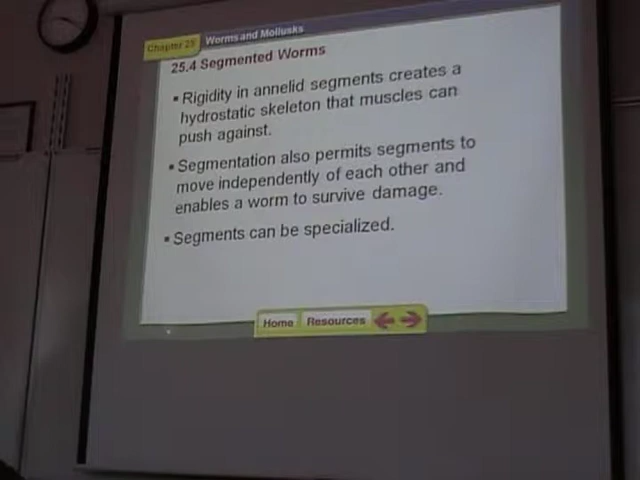 Chapter 25
Worms and Mollusks
25.4 Segmented Worms
▪ Rigidity in annelid segments creates a
hydrostatic skeleton that muscles can
push against.
▪ Segmentation also permits segments to
move independently of each other and
enables a worm to survive damage.
▪ Segments can be specialized.
Home Resources